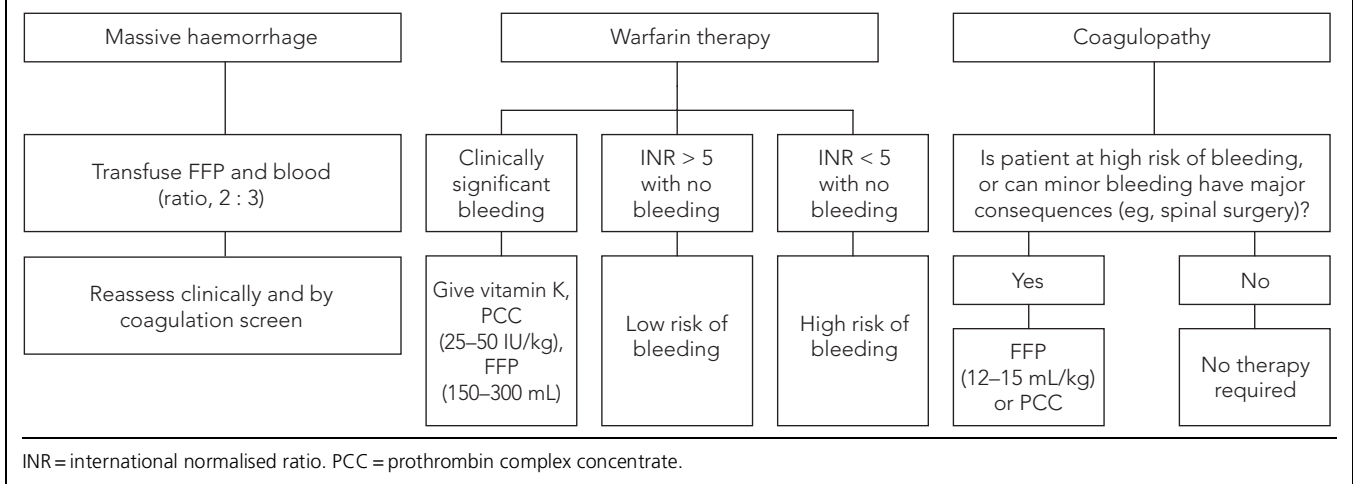 Massive haemorrhage
Warfarin therapy
Coagulopathy
Transfuse FFP and blood
(ratio, 2 : 3)
Clinically
significant
bleeding
INR > 5
with no
bleeding
INR < 5
with no
bleeding
Is patient at high risk of bleeding,
or can minor bleeding have major
consequences (eg, spinal surgery)?
Reassess clinically and by
coagulation screen
Give vitamin K,
PCC
(25–50 IU/kg),
FFP
(150–300 mL)
Low risk of
bleeding
High risk of
bleeding
Yes
No
FFP
(12–15 mL/kg)
or PCC
No therapy
required
INR = international normalised ratio. PCC = prothrombin complex concentrate.